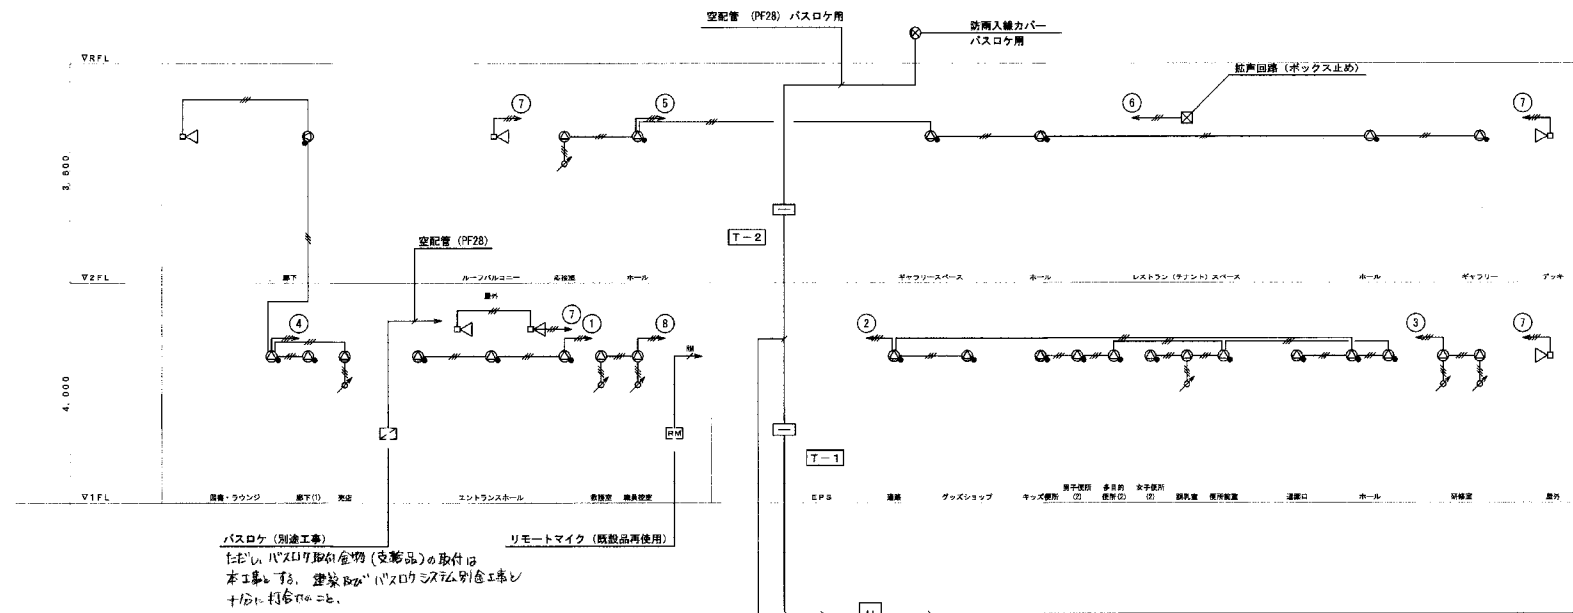 空配管 (PF28) バスロケ用
防雨入線カバー
バスロケ用
▽RFL
拡声回路 (ボックス止め)
⑦
⑤
⑥
⑦
3,600
空配管 (PF28)
T-2
▽2FL
廊下
ルーフバルコニー
応接室
ホール
ギャラリースペース
ホール
レストラン (テナント) スペース
ホール
ギャラリー
デッキ
屋外
④
⑦
①
⑧
②
③
⑦
RM
4,000
RM
T-1
▽1FL
図書・ラウンジ
廊下(1)
売店
エントランスホール
救護室
職員控室
EPS
通路
グッズショップ
キッズ便所
男子便所
(2)
多目的
便所(2)
女子便所
(2)
授乳室
便所前室
通用口
ホール
研修室
屋外
バスロケ (別途工事)
リモートマイク (既設品再使用)
ただし、バスロケ取付金物 (支給品) の取付は
本工事とする。建築及び バスロケシステム別途工事と
十分に打合せのこと。